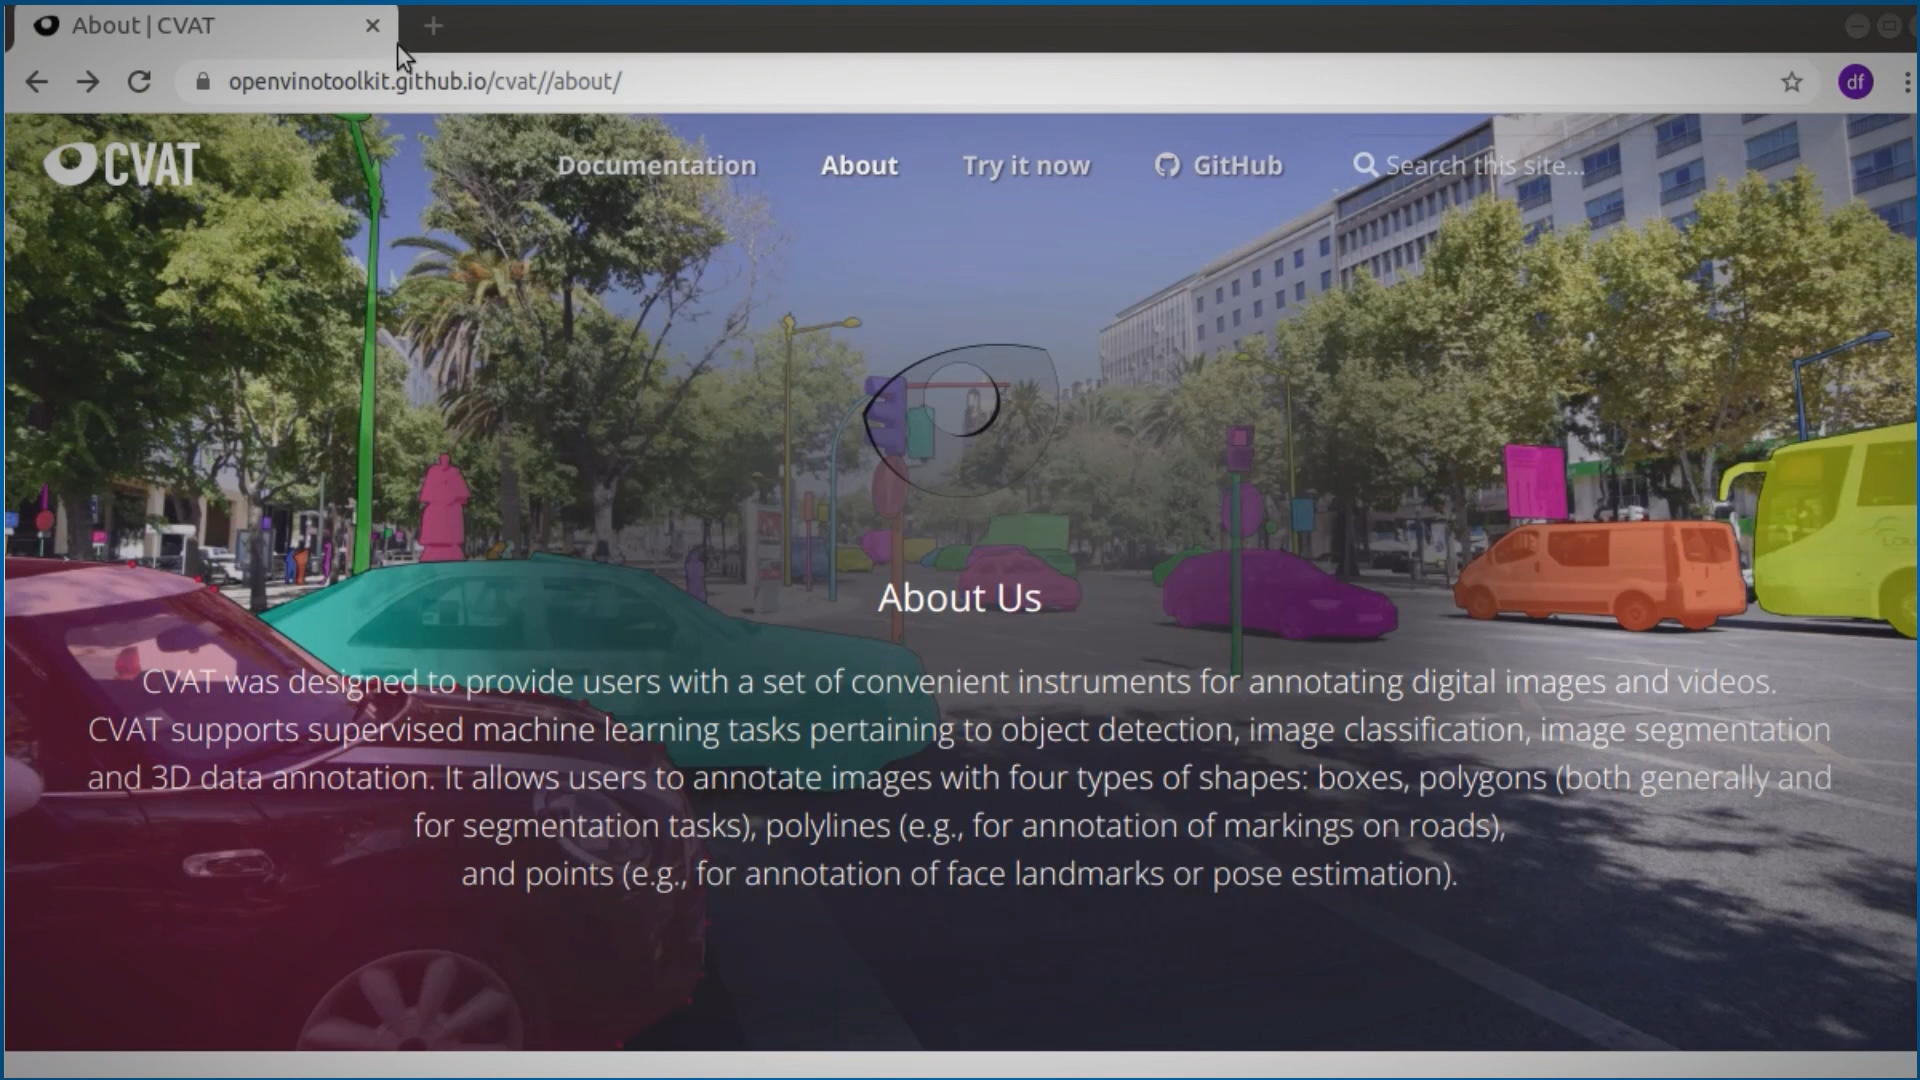 About | CVAT
openvinotoolkit.github.io/cvat//about/
df
CVAT
Documentation
About
Try it now
GitHub
Search this site...
About Us
CVAT was designed to provide users with a set of convenient instruments for annotating digital images and videos.
CVAT supports supervised machine learning tasks pertaining to object detection, image classification, image segmentation
and 3D data annotation. It allows users to annotate images with four types of shapes: boxes, polygons (both generally and
for segmentation tasks), polylines (e.g., for annotation of markings on roads),
and points (e.g., for annotation of face landmarks or pose estimation).